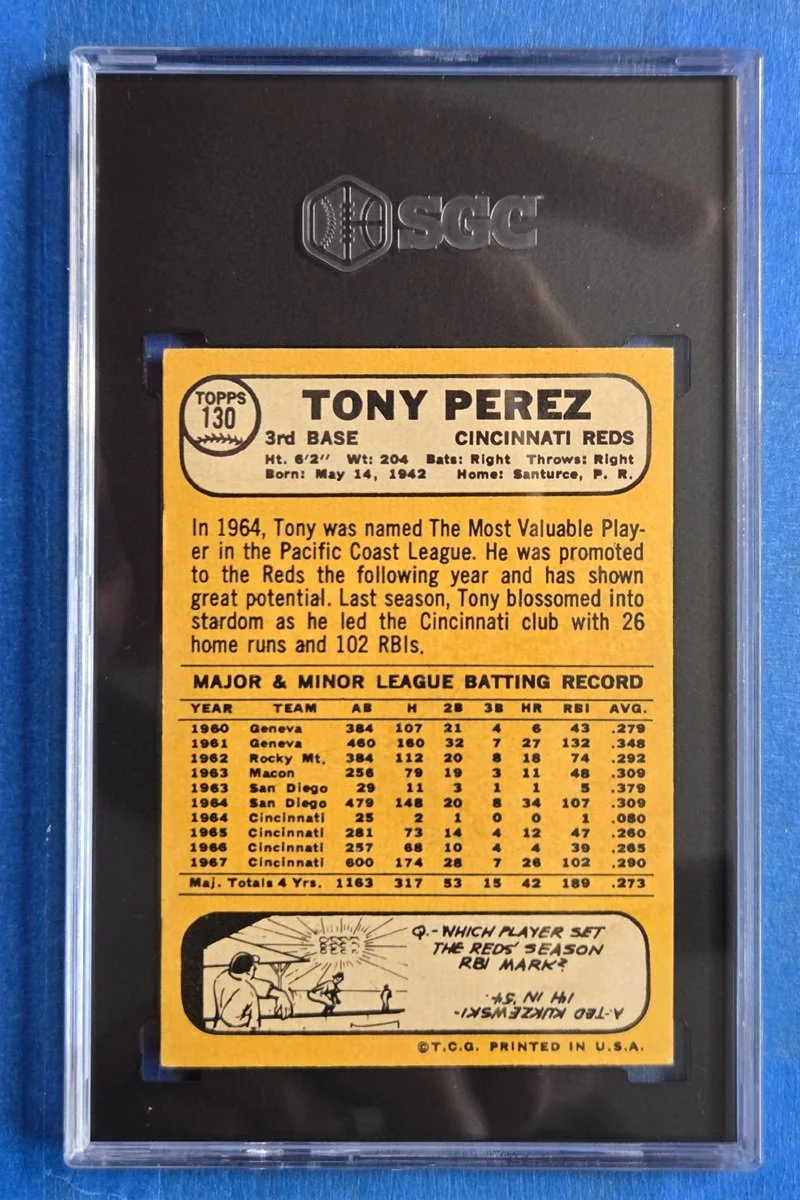 SGC
TOPPS
130
TONY PEREZ
3rd BASE CINCINNATI REDS
Ht. 6'2" Wt: 204 Bats: Right Throws: Right
Born: May 14, 1942 Home: Santurce, P. R.
In 1964, Tony was named The Most Valuable Play-
er in the Pacific Coast League. He was promoted
to the Reds the following year and has shown
great potential. Last season, Tony blossomed into
stardom as he led the Cincinnati club with 26
home runs and 102 RBIs.
MAJOR & MINOR LEAGUE BATTING RECORD
YEAR TEAM AB H 2B 3B HR RBI AVG.
1960 Geneva 384 107 21 4 6 43 .279
1961 Geneva 460 160 32 7 27 132 .348
1962 Rocky Mt. 384 112 20 8 18 74 .292
1963 Macon 256 79 19 3 11 48 .309
1963 San Diego 29 11 3 1 1 5 .379
1964 San Diego 479 148 20 8 34 107 .309
1964 Cincinnati 25 2 1 0 0 1 .080
1965 Cincinnati 281 73 14 4 12 47 .260
1966 Cincinnati 257 68 10 4 4 39 .265
1967 Cincinnati 600 174 28 7 26 102 .290
Maj. Totals 4 Yrs. 1163 317 53 15 42 189 .273
Q.-WHICH PLAYER SET
THE REDS' SEASON
RBI MARK?
A-TED KUKZEWSKI-
141 IN '54.
©T.C.G. PRINTED IN U.S.A.